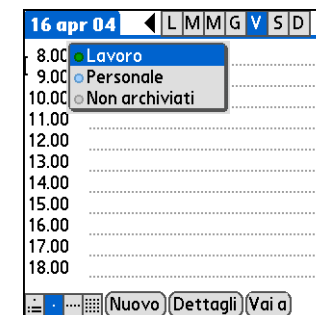 16 apr 04 L M M G V S D
8.00 Lavoro
9.00 Personale
10.00 Non archiviati
11.00
12.00
13.00
14.00
15.00
16.00
17.00
18.00
Nuovo Dettagli Vai a